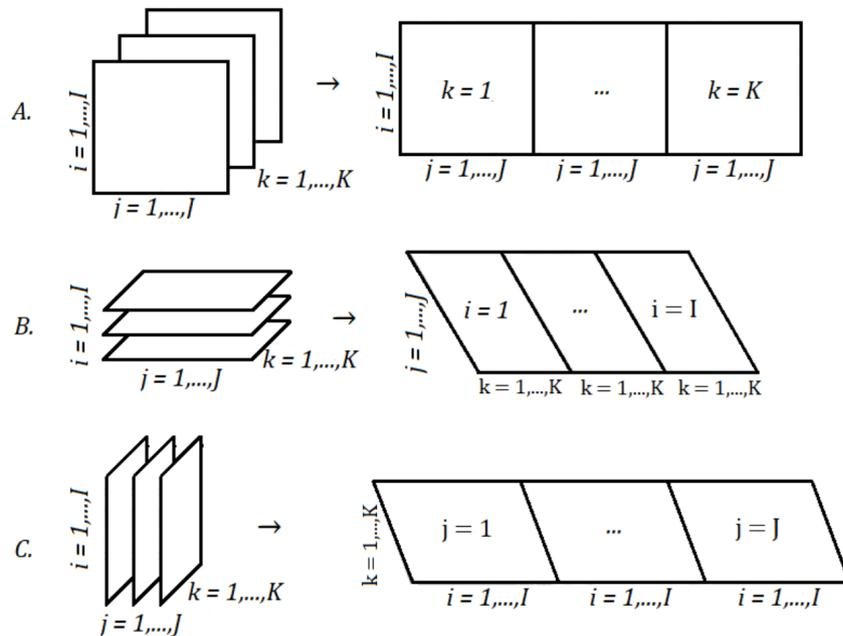 A.
i = 1,...,I
j = 1,...,J
k = 1,...,K
→
i = 1,...,I
k = 1
...
k = K
j = 1,...,J
j = 1,...,J
j = 1,...,J
B.
i = 1,...,I
j = 1,...,J
k = 1,...,K
→
j = 1,...,J
i = 1
...
i = I
k = 1,...,K
k = 1,...,K
k = 1,...,K
C.
i = 1,...,I
j = 1,...,J
k = 1,...,K
→
k = 1,...,K
j = 1
...
j = J
i = 1,...,I
i = 1,...,I
i = 1,...,I